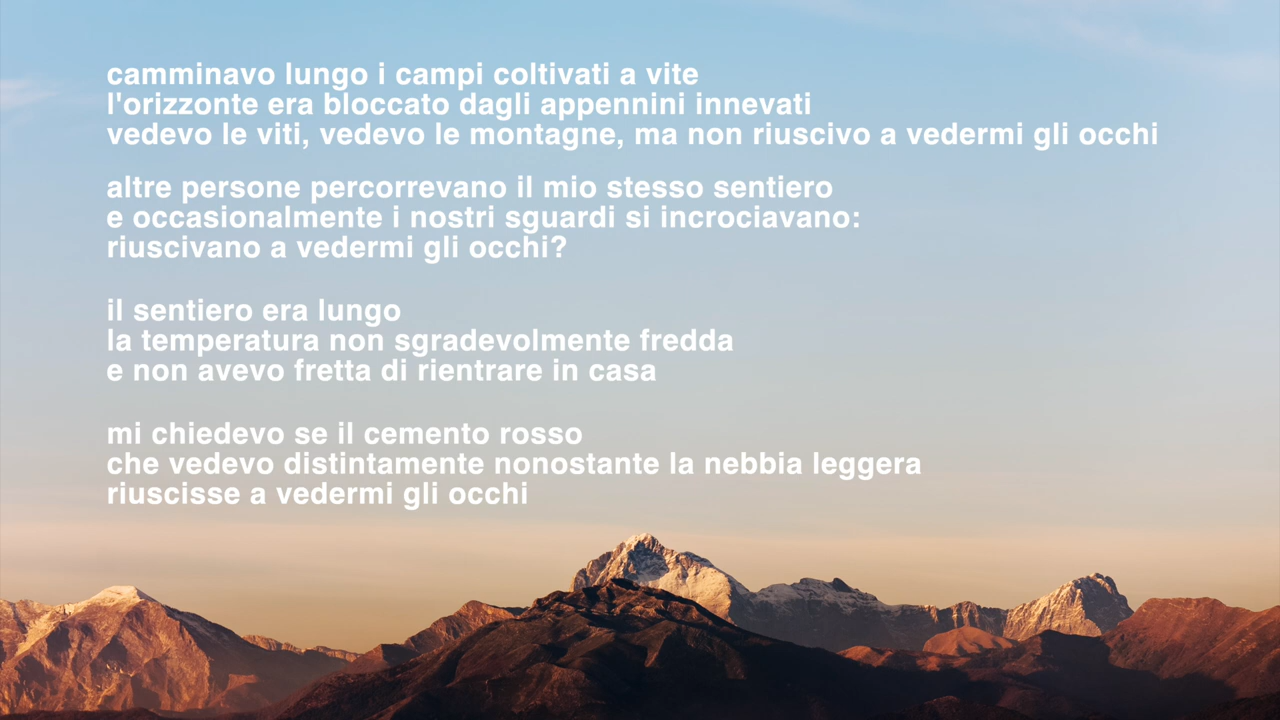 camminavo lungo i campi coltivati a vite
l'orizzonte era bloccato dagli appennini innevati
vedevo le viti, vedevo le montagne, ma non riuscivo a vedermi gli occhi
altre persone percorrevano il mio stesso sentiero
e occasionalmente i nostri sguardi si incrociavano:
riuscivano a vedermi gli occhi?
il sentiero era lungo
la temperatura non sgradevolmente fredda
e non avevo fretta di rientrare in casa
mi chiedevo se il cemento rosso
che vedevo distintamente nonostante la nebbia leggera
riuscisse a vedermi gli occhi